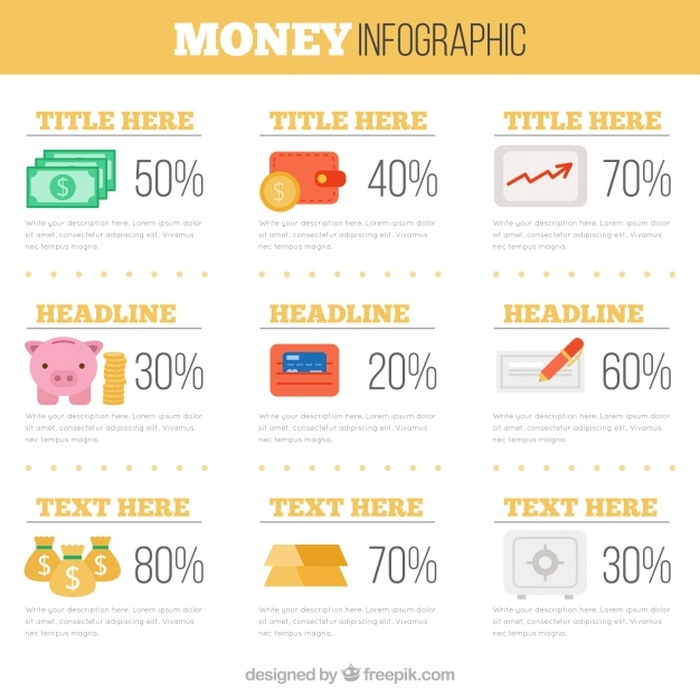 MONEY INFOGRAPHIC
TITLE HERE
50%
Write your description here. Lorem ipsum dolor
sit amet, consectetur adipiscing elit. Vivamus
nec tempus magna.
TITLE HERE
40%
Write your description here. Lorem ipsum dolor
sit amet, consectetur adipiscing elit. Vivamus
nec tempus magna.
TITLE HERE
70%
Write your description here. Lorem ipsum dolor
sit amet, consectetur adipiscing elit. Vivamus
nec tempus magna.
HEADLINE
30%
Write your description here. Lorem ipsum dolor
sit amet, consectetur adipiscing elit. Vivamus
nec tempus magna.
HEADLINE
20%
Write your description here. Lorem ipsum dolor
sit amet, consectetur adipiscing elit. Vivamus
nec tempus magna.
HEADLINE
60%
Write your description here. Lorem ipsum dolor
sit amet, consectetur adipiscing elit. Vivamus
nec tempus magna.
TEXT HERE
$ $ $
80%
Write your description here. Lorem ipsum dolor
sit amet, consectetur adipiscing elit. Vivamus
nec tempus magna.
TEXT HERE
70%
Write your description here. Lorem ipsum dolor
sit amet, consectetur adipiscing elit. Vivamus
nec tempus magna.
TEXT HERE
30%
Write your description here. Lorem ipsum dolor
sit amet, consectetur adipiscing elit. Vivamus
nec tempus magna.
designed by freepik.com